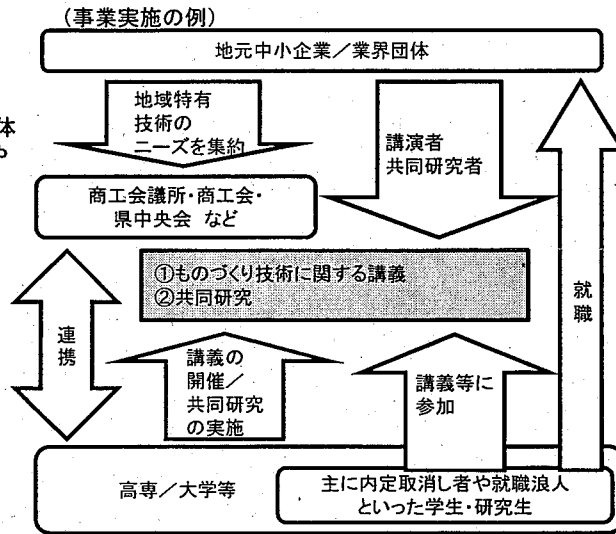 (事業実施の例)
地元中小企業/業界団体
体
や
地域特有
技術の
ニーズを集約
講演者
共同研究者
商工会議所・商工会・
県中央会 など
①ものづくり技術に関する講義
②共同研究
就職
連携
講義の
開催/
共同研究
の実施
講義等に
参加
高専/大学等
主に内定取消し者や就職浪人
といった学生・研究生